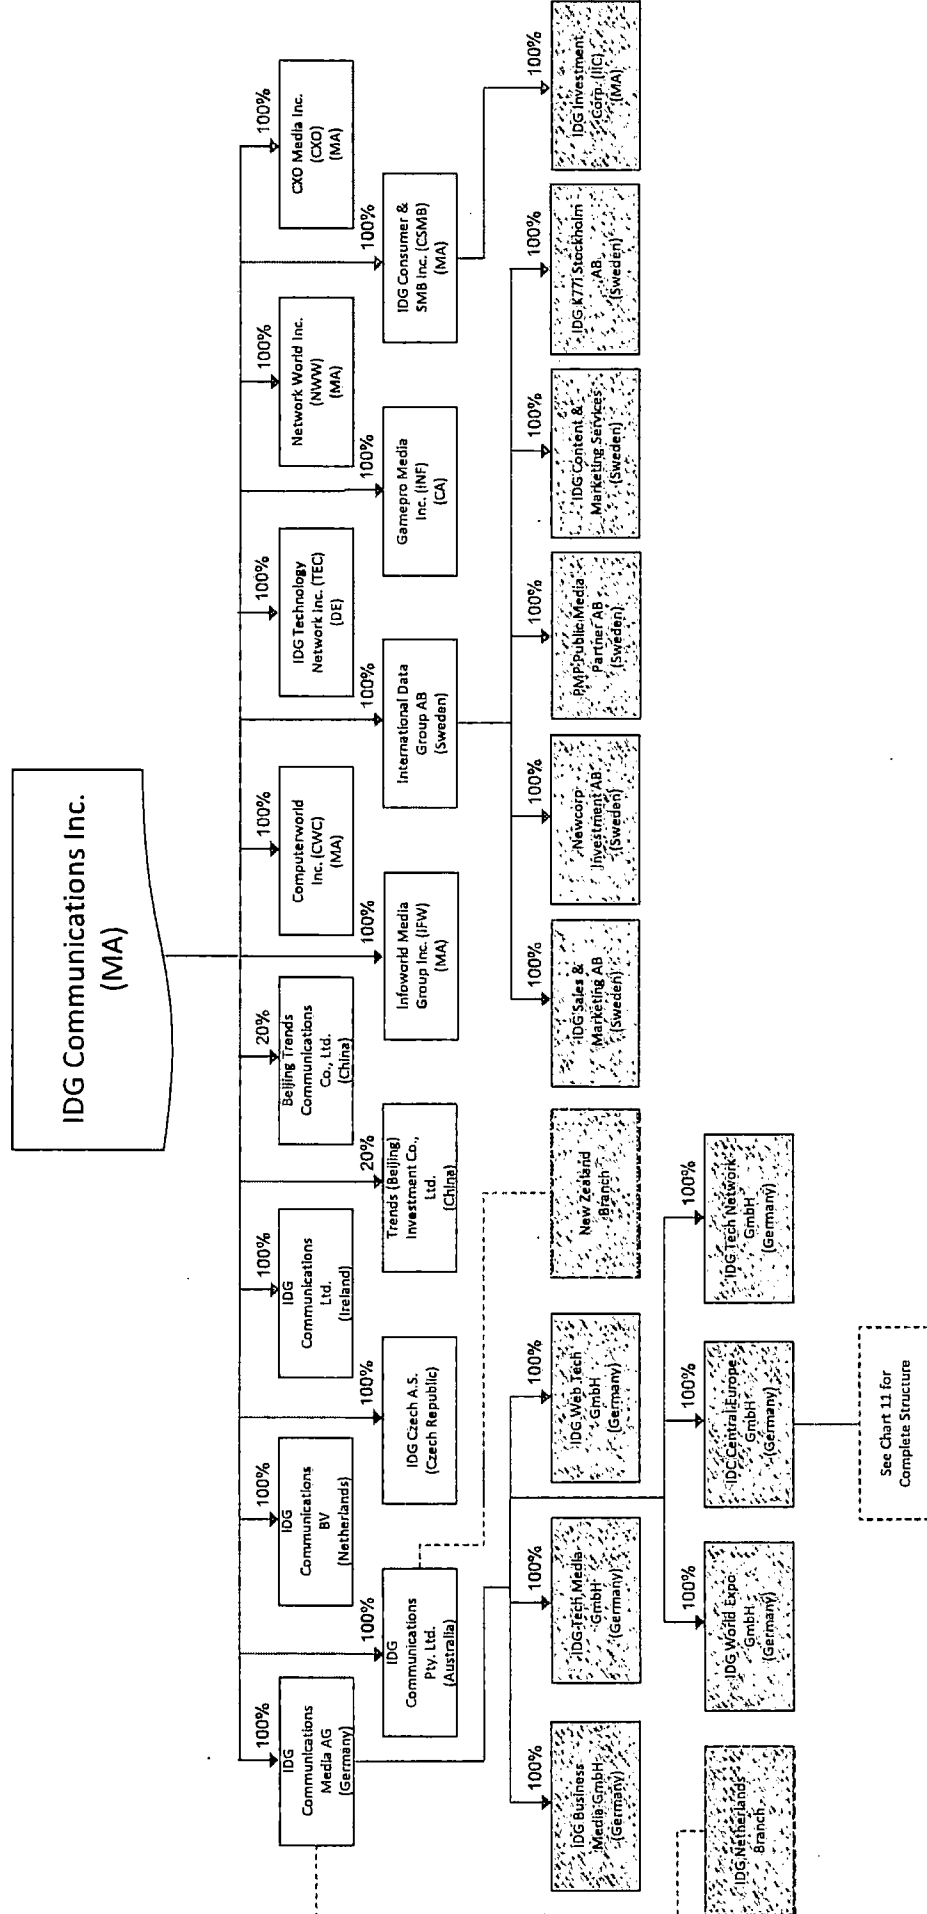 IDG Communications Inc.
(MA)
100%
IDG
Communications
Media AG
(Germany)
100%
IDG
Communications
BV
(Netherlands)
100%
IDG
Communications
Ltd.
(Ireland)
20%
Beijing Trends
Communications
Co., Ltd.
(China)
100%
Computerworld
Inc. (CWC)
(MA)
100%
IDG Technology
Network Inc. (TEC)
(DE)
100%
Network World Inc.
(NWW)
(MA)
100%
CXO Media Inc.
(CXO)
(MA)
100%
IDG
Communications
Pty. Ltd.
(Australia)
100%
IDG Czech A.S.
(Czech Republic)
20%
Trends (Beijing)
Investment Co.,
Ltd.
(China)
100%
Infoworld Media
Group Inc. (IFW)
(MA)
100%
International Data
Group AB
(Sweden)
100%
Gamepro Media
Inc. (INF)
(CA)
100%
IDG Consumer &
SMB Inc. (CSMB)
(MA)
100%
IDG Business
Media GmbH
(Germany)
100%
IDG Tech Media
GmbH
(Germany)
100%
IDG Web Tech
GmbH
(Germany)
New Zealand
Branch
100%
IDG Sales &
Marketing AB
(Sweden)
100%
Newcorp
Investment AB
(Sweden)
100%
PMP Public Media
Partner AB
(Sweden)
100%
IDG Content &
Marketing Services
(Sweden)
100%
IDG K77i Stockholm
AB
(Sweden)
100%
IDG Investment
Corp. (IIC)
(MA)
IDG Netherlands
Branch
100%
IDG World Expo
GmbH
(Germany)
100%
IDC Central Europe
GmbH
(Germany)
100%
IDG Tech Network
GmbH
(Germany)
See Chart 11 for
Complete Structure